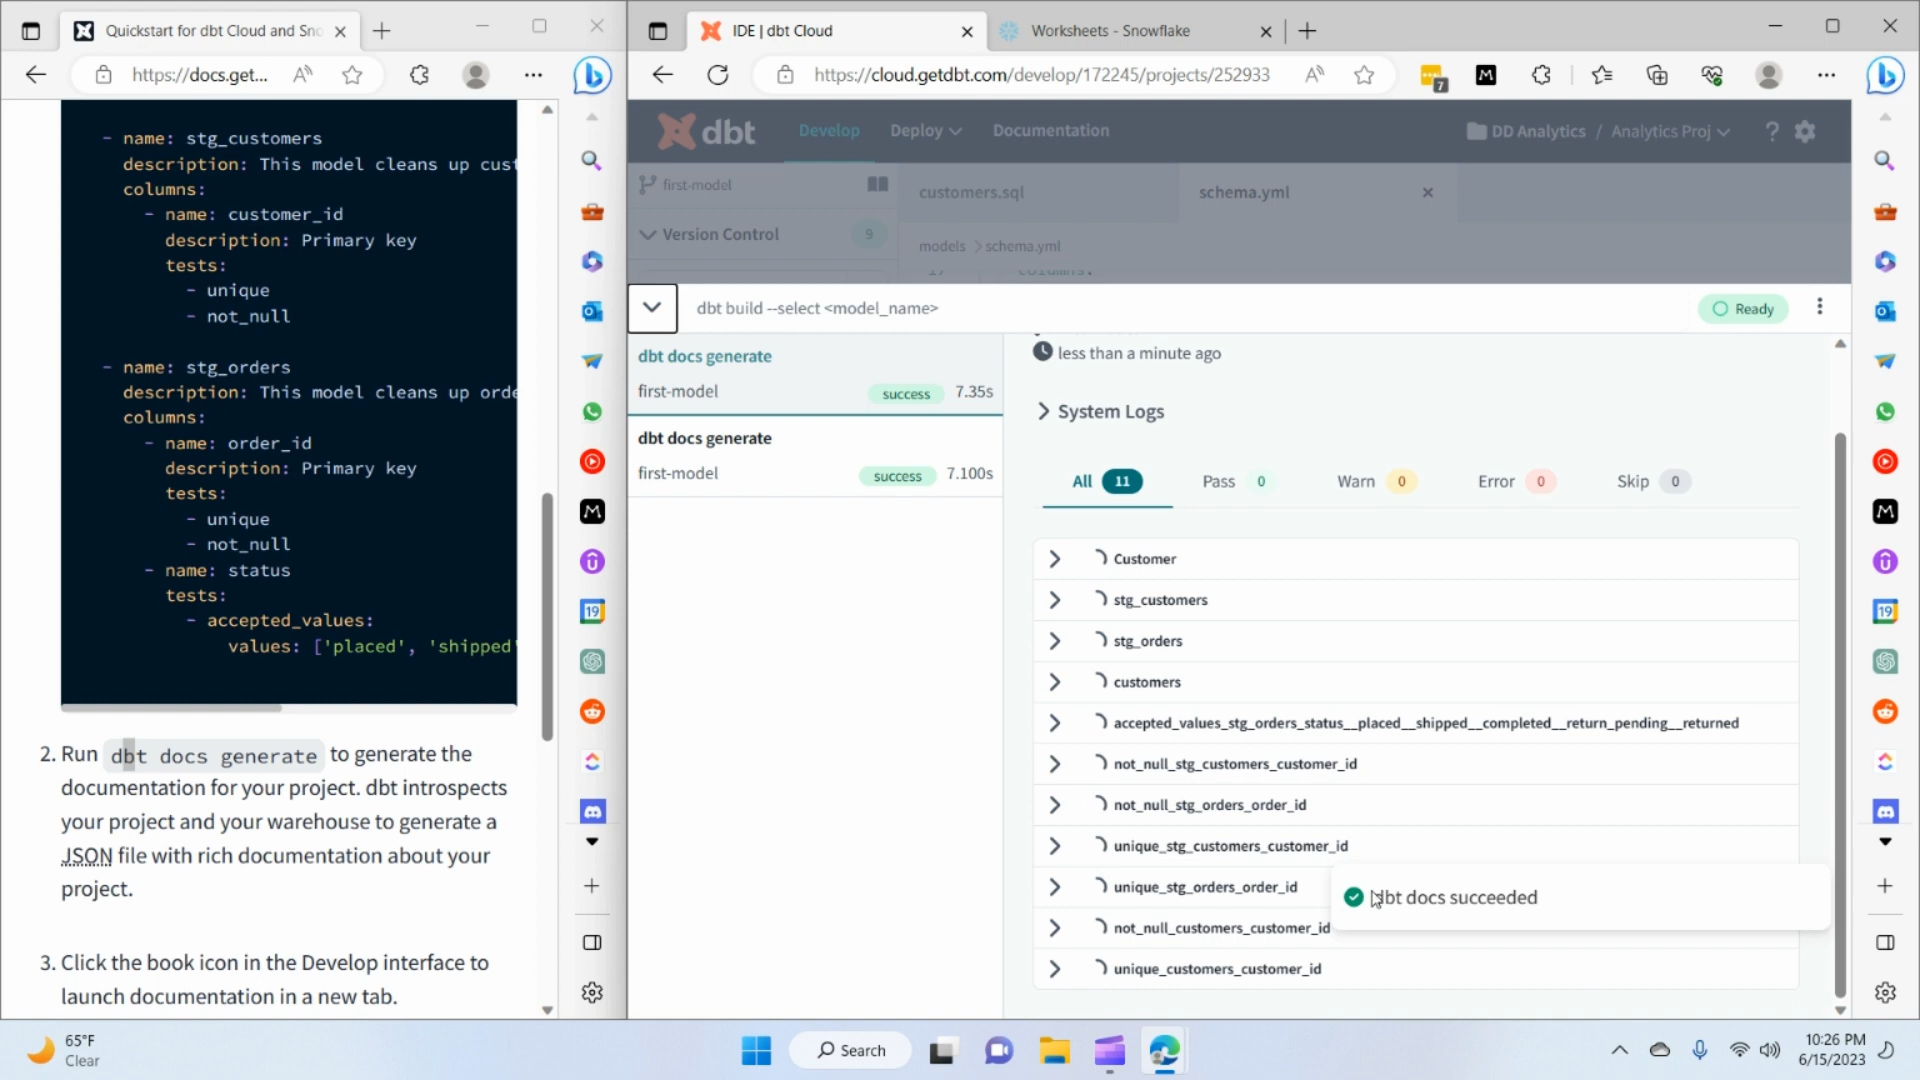 Quickstart for dbt Cloud and Sno
https://docs.get...
- name: stg_customers
description: This model cleans up cust
columns:
- name: customer_id
description: Primary key
tests:
- unique
- not_null
- name: stg_orders
description: This model cleans up orde
columns:
- name: order_id
description: Primary key
tests:
- unique
- not_null
- name: status
tests:
- accepted_values:
values: ['placed', 'shipped'
2. Run dbt docs generate to generate the
documentation for your project. dbt introspects
your project and your warehouse to generate a
JSON file with rich documentation about your
project.
3. Click the book icon in the Develop interface to
launch documentation in a new tab.
19
IDE | dbt Cloud
Worksheets - Snowflake
https://cloud.getdbt.com/develop/172245/projects/252933
7
dbt
Develop
Deploy
Documentation
DD Analytics / Analytics Proj
first-model
customers.sql
schema.yml
Version Control
9
models > schema.yml
17
columns:
dbt build --select <model_name>
Ready
dbt docs generate
first-model
success
7.35s
dbt docs generate
first-model
success
7.100s
less than a minute ago
System Logs
All 11
Pass 0
Warn 0
Error 0
Skip 0
Customer
stg_customers
stg_orders
customers
accepted_values_stg_orders_status__placed__shipped__completed__return_pending__returned
not_null_stg_customers_customer_id
not_null_stg_orders_order_id
unique_stg_customers_customer_id
unique_stg_orders_order_id
dbt docs succeeded
not_null_customers_customer_id
unique_customers_customer_id
19
65°F
Clear
Search
10:26 PM
6/15/2023